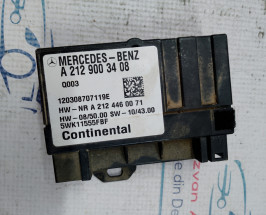 MERCEDES-BENZ
A 212 900 34 08
Q003
120308707119E
HW-NR A 212 446 00 71
HW-08/50.00 SW-10/43.00
5WK11555FBF
Continental